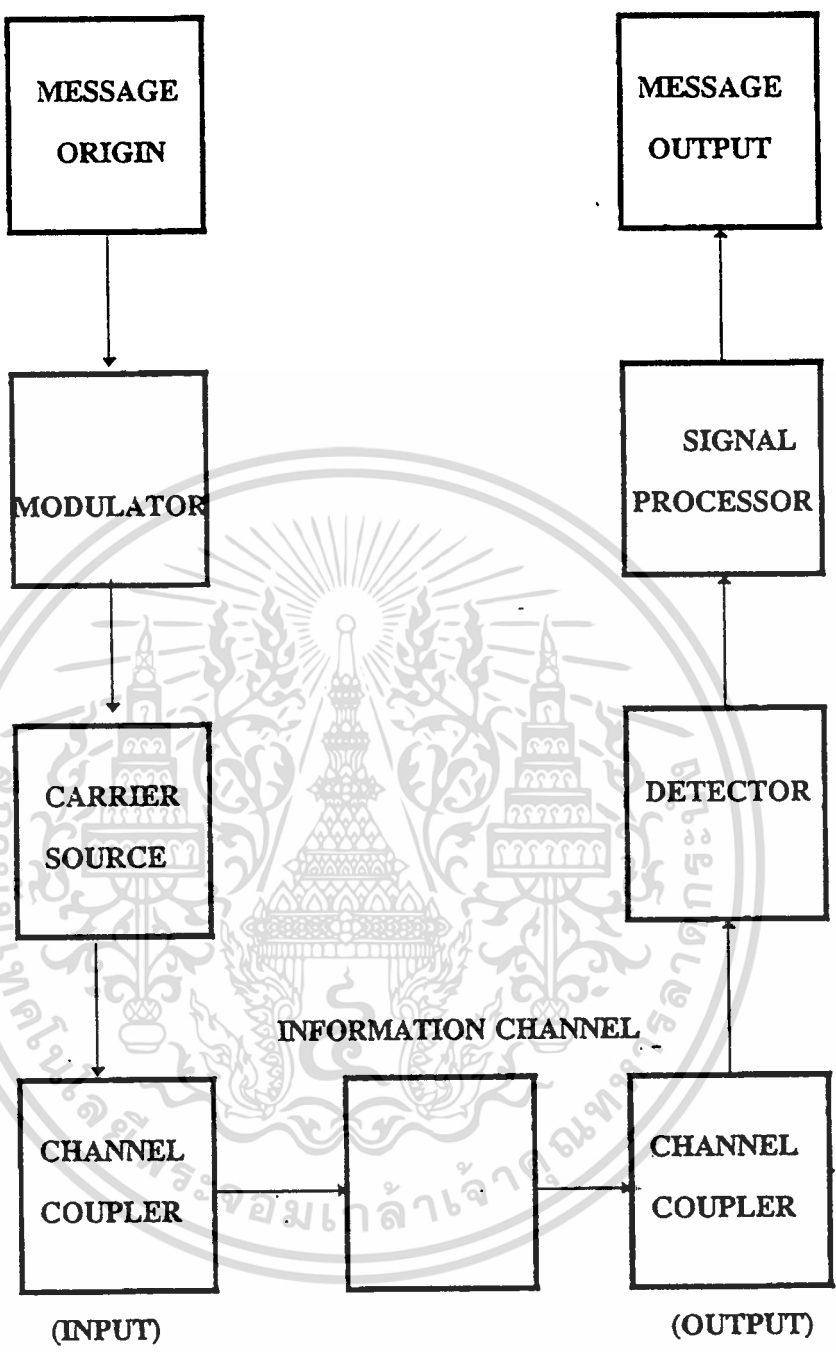 MESSAGE
ORIGIN
MODULATOR
CARRIER
SOURCE
CHANNEL
COUPLER
(INPUT)
INFORMATION CHANNEL
MESSAGE
OUTPUT
SIGNAL
PROCESSOR
DETECTOR
CHANNEL
COUPLER
(OUTPUT)